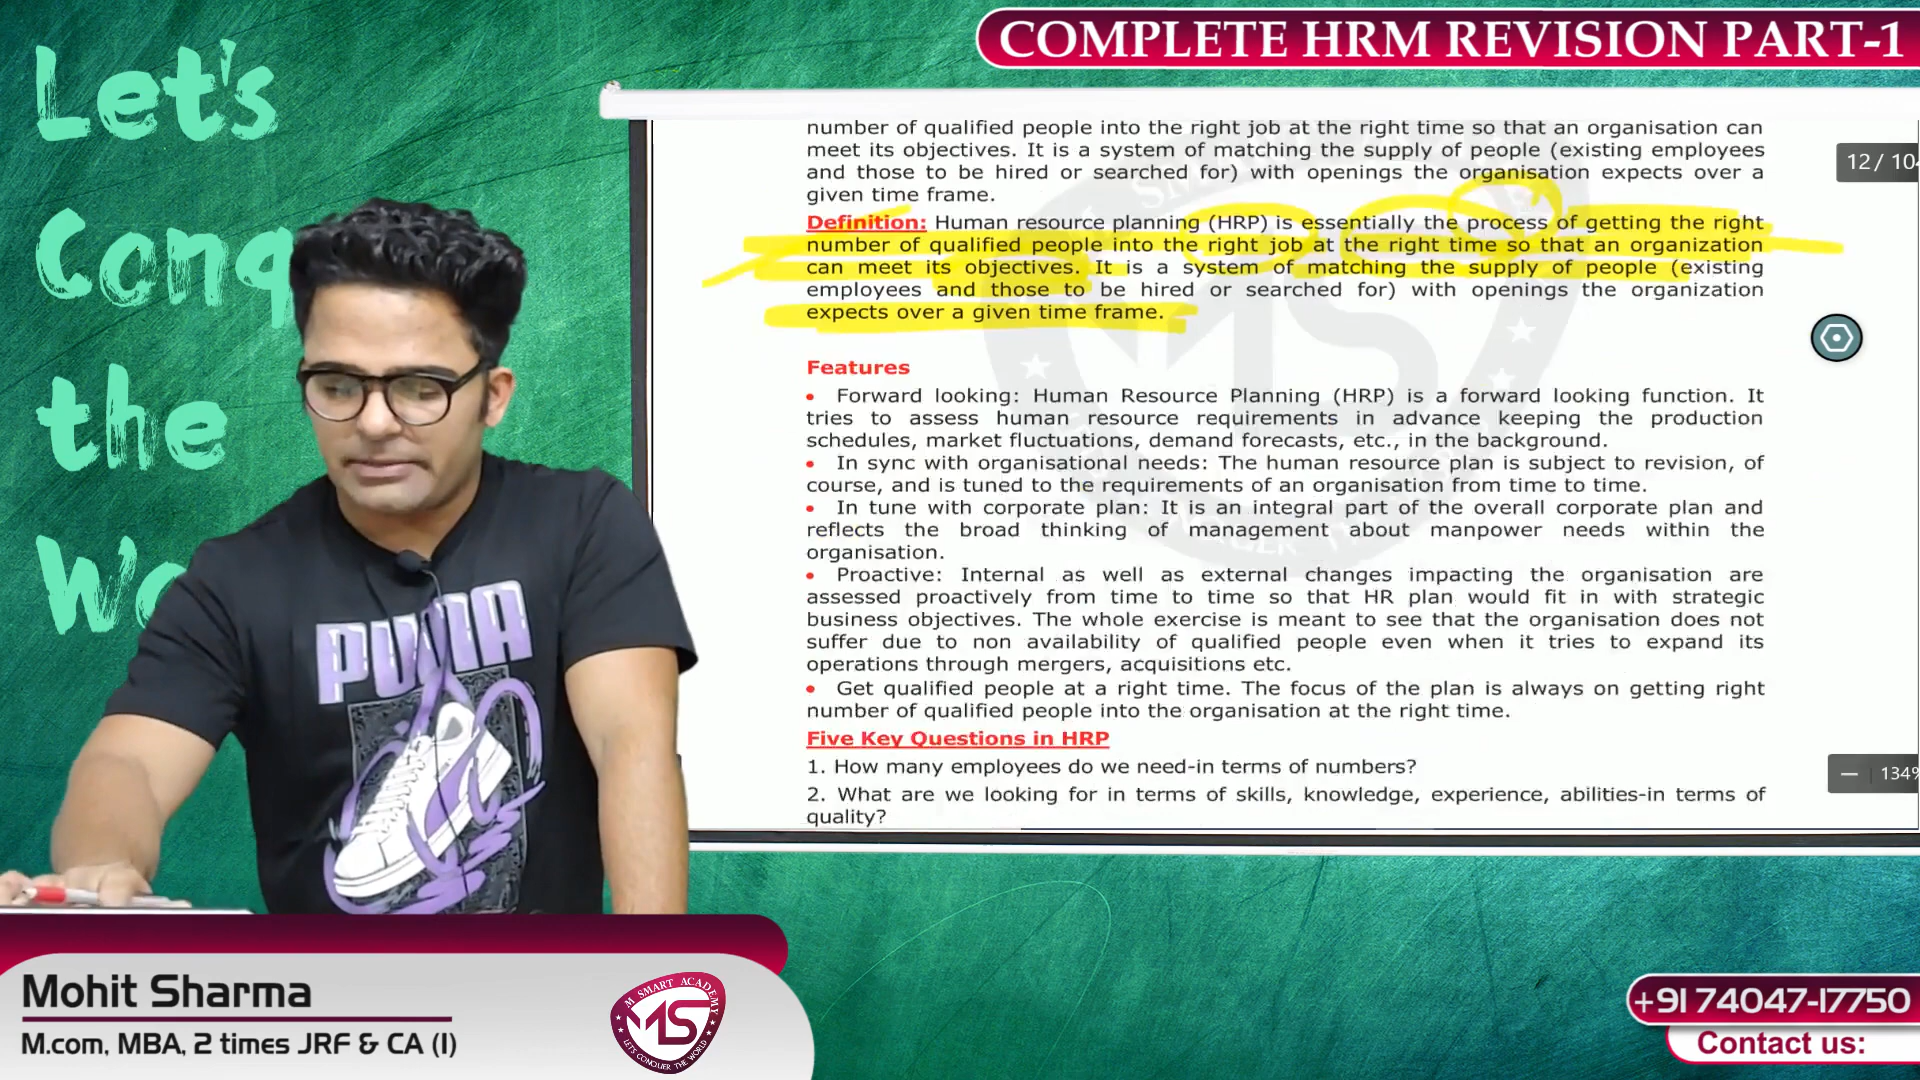 COMPLETE HRM REVISION PART-1
Let's
Conq
the
Wo
number of qualified people into the right job at the right time so that an organisation can
meet its objectives. It is a system of matching the supply of people (existing employees
and those to be hired or searched for) with openings the organisation expects over a
given time frame.
Definition: Human resource planning (HRP) is essentially the process of getting the right
number of qualified people into the right job at the right time so that an organization
can meet its objectives. It is a system of matching the supply of people (existing
employees and those to be hired or searched for) with openings the organization
expects over a given time frame.
Features
• Forward looking: Human Resource Planning (HRP) is a forward looking function. It
tries to assess human resource requirements in advance keeping the production
schedules, market fluctuations, demand forecasts, etc., in the background.
• In sync with organisational needs: The human resource plan is subject to revision, of
course, and is tuned to the requirements of an organisation from time to time.
• In tune with corporate plan: It is an integral part of the overall corporate plan and
reflects the broad thinking of management about manpower needs within the
organisation.
• Proactive: Internal as well as external changes impacting the organisation are
assessed proactively from time to time so that HR plan would fit in with strategic
business objectives. The whole exercise is meant to see that the organisation does not
suffer due to non availability of qualified people even when it tries to expand its
operations through mergers, acquisitions etc.
• Get qualified people at a right time. The focus of the plan is always on getting right
number of qualified people into the organisation at the right time.
Five Key Questions in HRP
1. How many employees do we need-in terms of numbers?
2. What are we looking for in terms of skills, knowledge, experience, abilities-in terms of
quality?
12 / 10
134%
PUMA
Mohit Sharma
M.com, MBA, 2 times JRF & CA (I)
M SMART ACADEMY
MS
LET'S CONQUER THE WORLD
+91 74047-17750
Contact us: